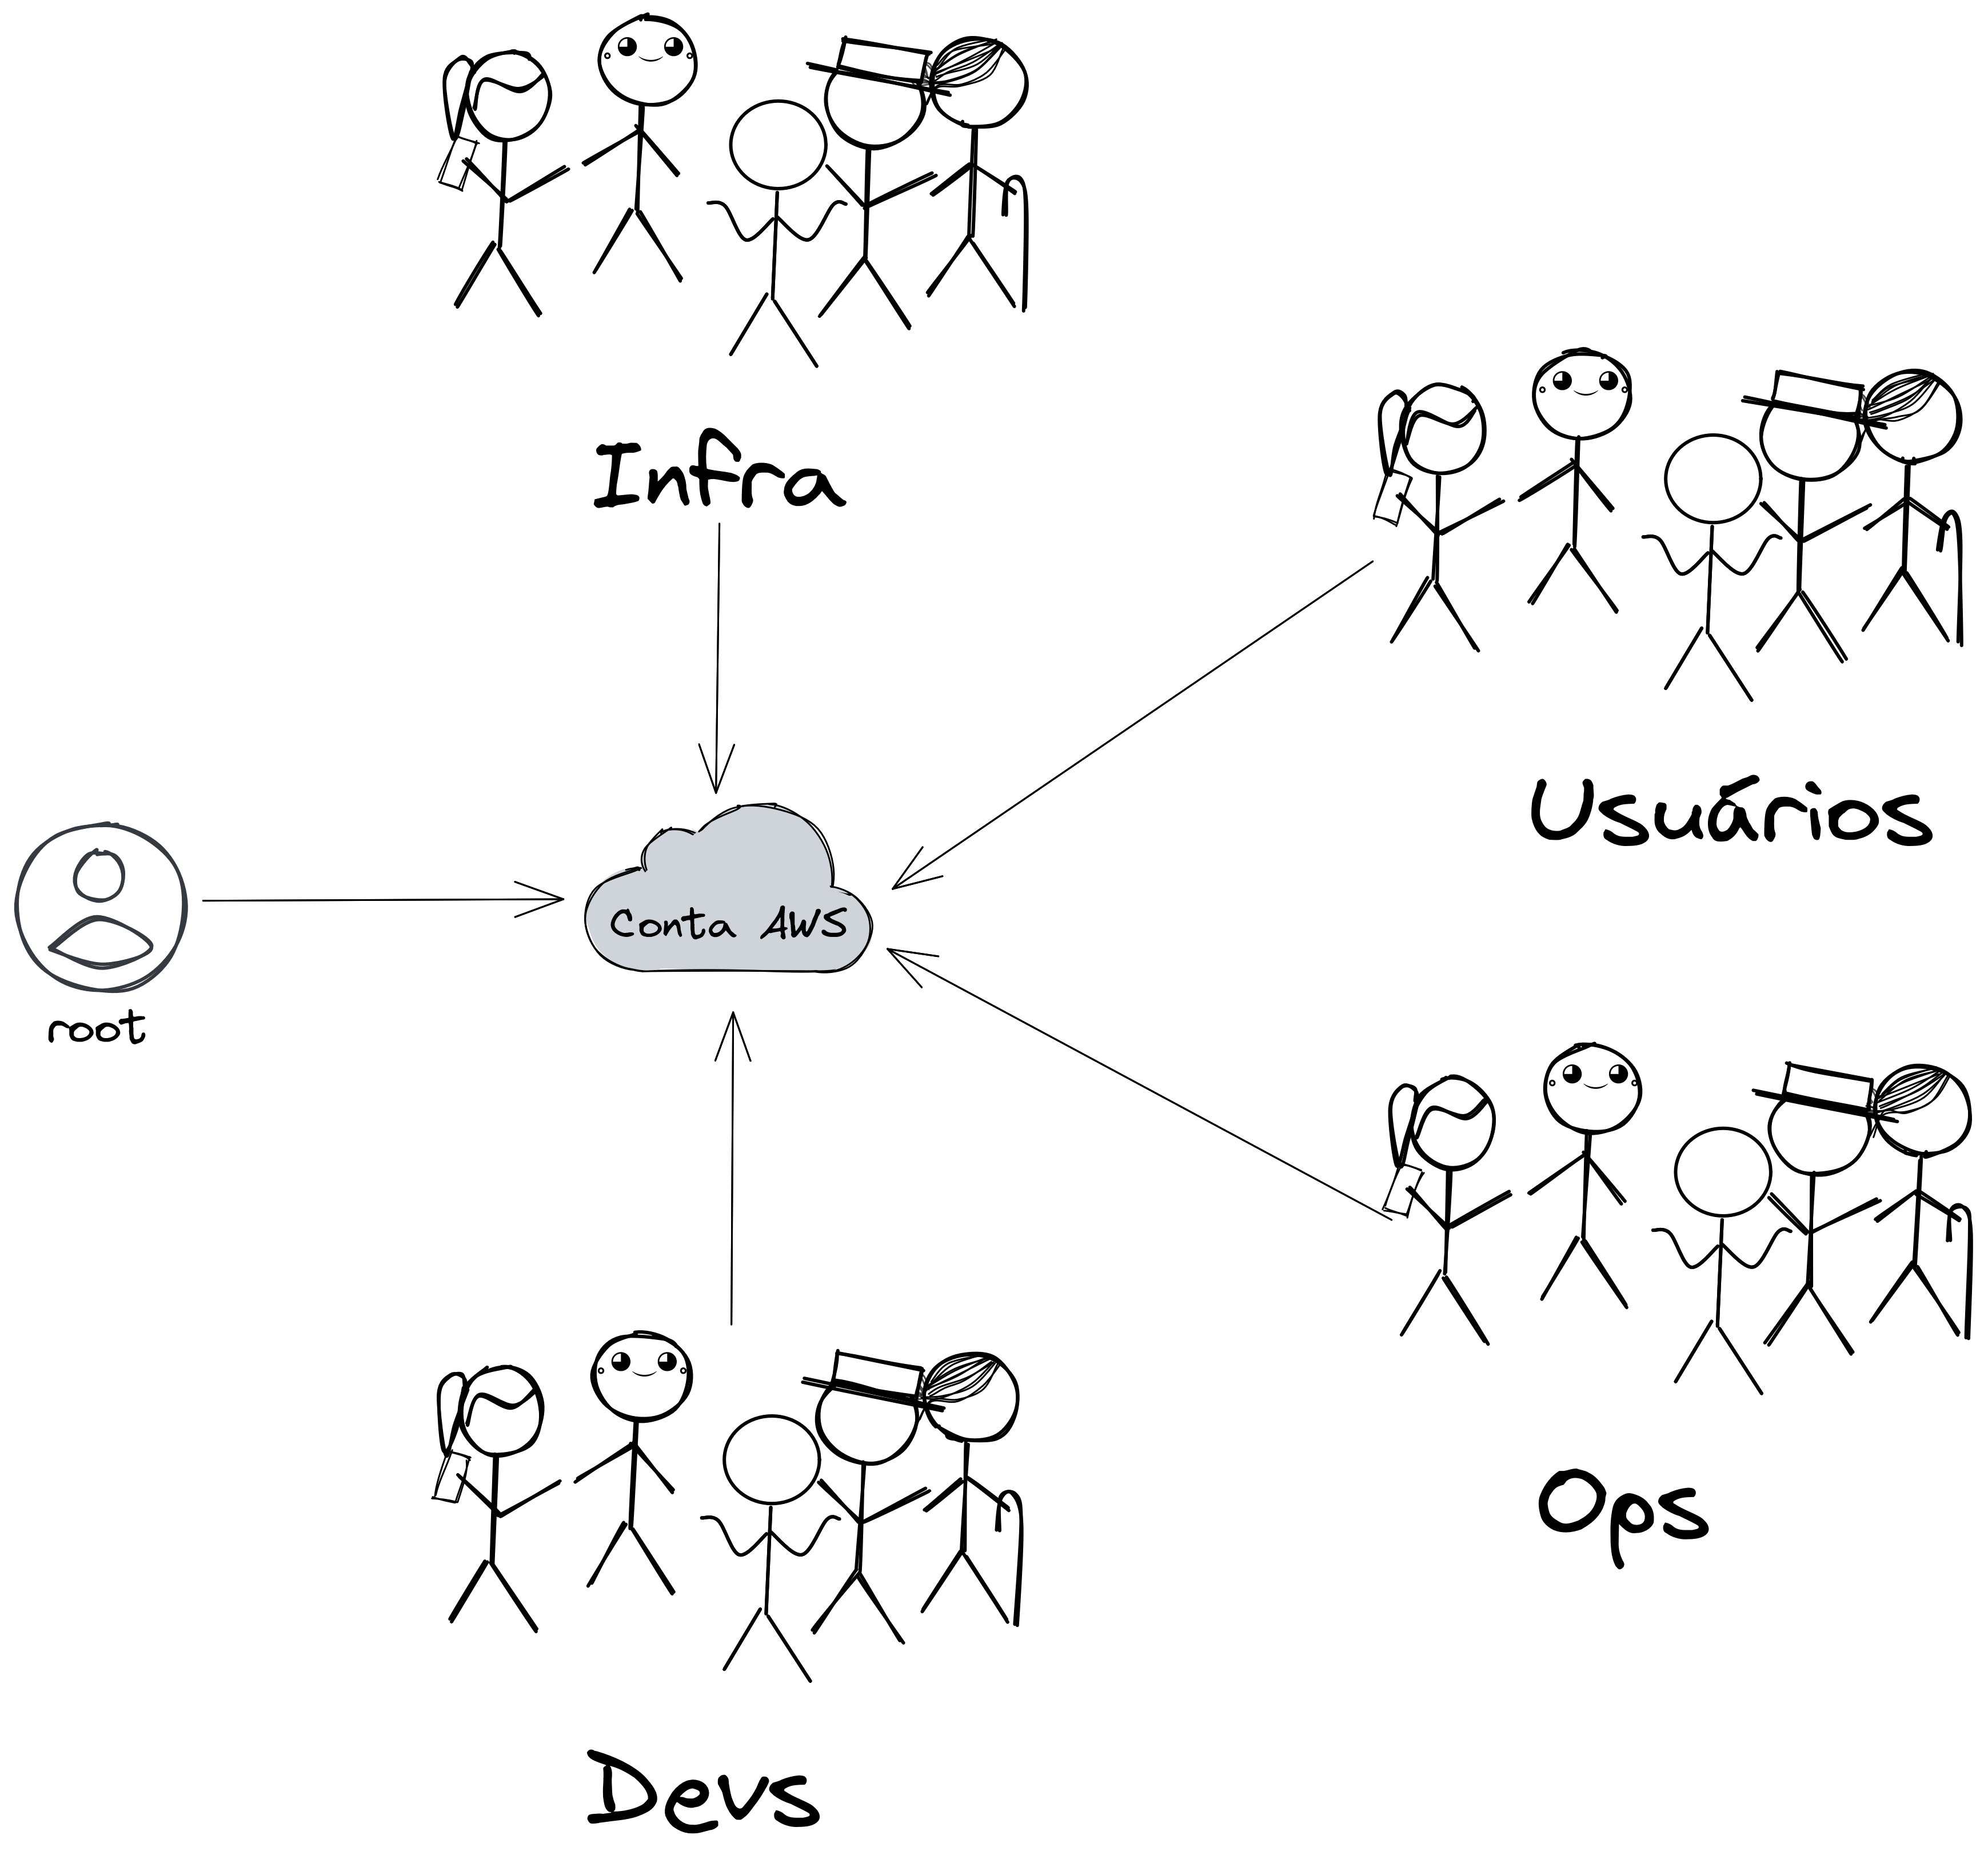 Infra
Usuários
Conta AWS
root
Ops
Devs